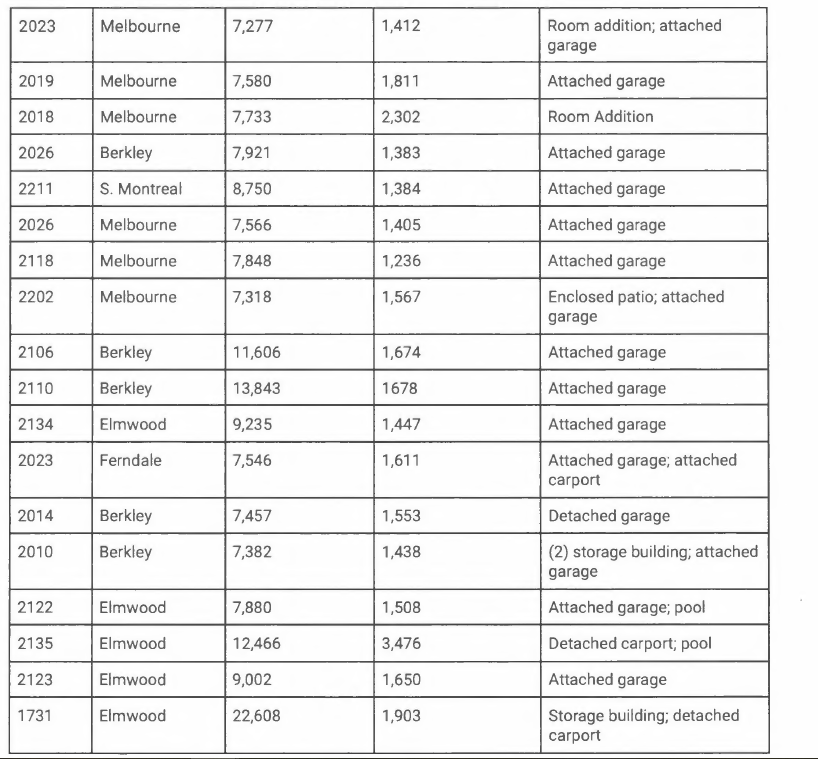 2023 Melbourne 7,277 1,412 Room addition; attached
garage
2019 Melbourne 7,580 1,811 Attached garage
2018 Melbourne 7,733 2,302 Room Addition
2026 Berkley 7,921 1,383 Attached garage
2211 S. Montreal 8,750 1,384 Attached garage
2026 Melbourne 7,566 1,405 Attached garage
2118 Melbourne 7,848 1,236 Attached garage
2202 Melbourne 7,318 1,567 Enclosed patio; attached
garage
2106 Berkley 11,606 1,674 Attached garage
2110 Berkley 13,843 1678 Attached garage
2134 Elmwood 9,235 1,447 Attached garage
2023 Ferndale 7,546 1,611 Attached garage; attached
carport
2014 Berkley 7,457 1,553 Detached garage
2010 Berkley 7,382 1,438 (2) storage building; attached
garage
2122 Elmwood 7,880 1,508 Attached garage; pool
2135 Elmwood 12,466 3,476 Detached carport; pool
2123 Elmwood 9,002 1,650 Attached garage
1731 Elmwood 22,608 1,903 Storage building; detached
carport